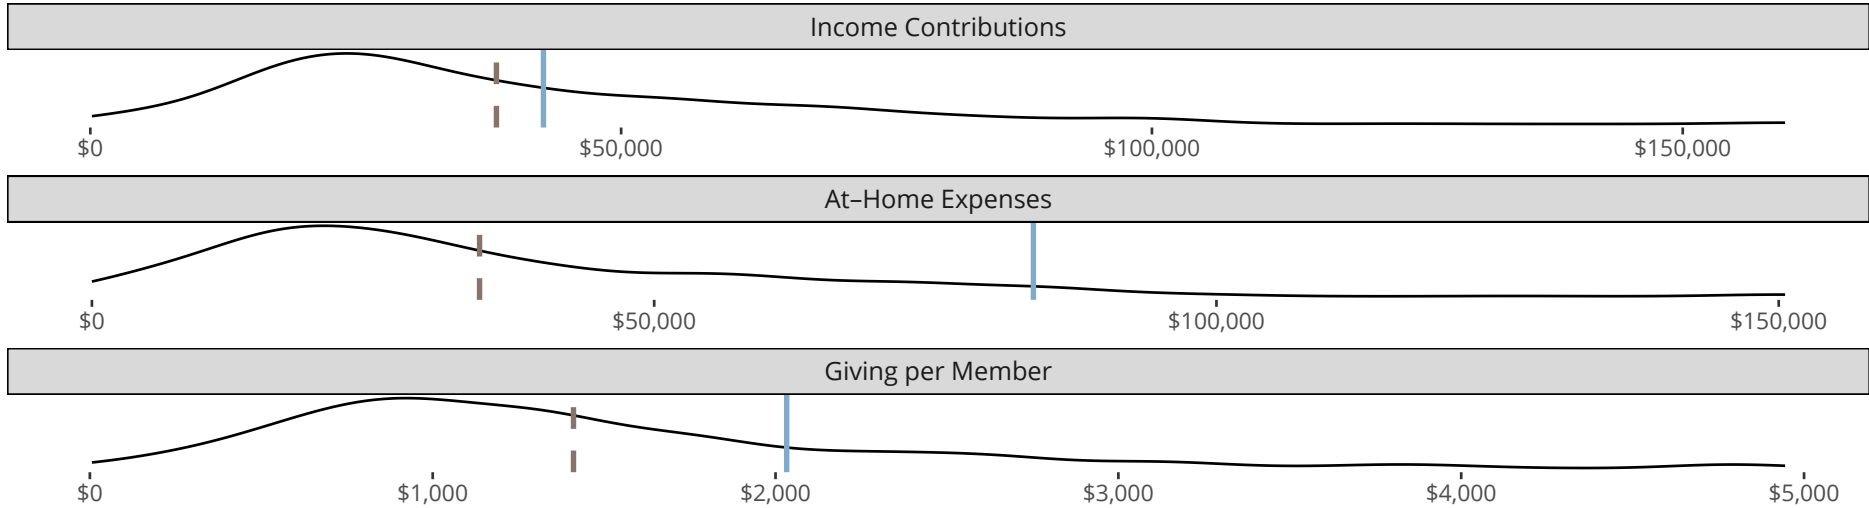 Income Contributions
$0 $50,000 $100,000 $150,000
At–Home Expenses
$0 $50,000 $100,000 $150,000
Giving per Member
$0 $1,000 $2,000 $3,000 $4,000 $5,000